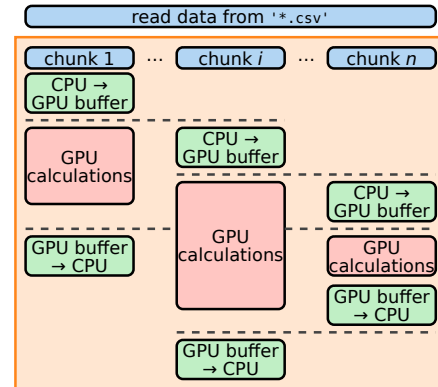 read data from '*.csv'
chunk 1 ... chunk i ... chunk n
CPU →
GPU buffer
GPU
calculations
CPU →
GPU buffer
CPU →
GPU buffer
GPU buffer
→ CPU
GPU
calculations
GPU
calculations
GPU buffer
→ CPU
GPU buffer
→ CPU